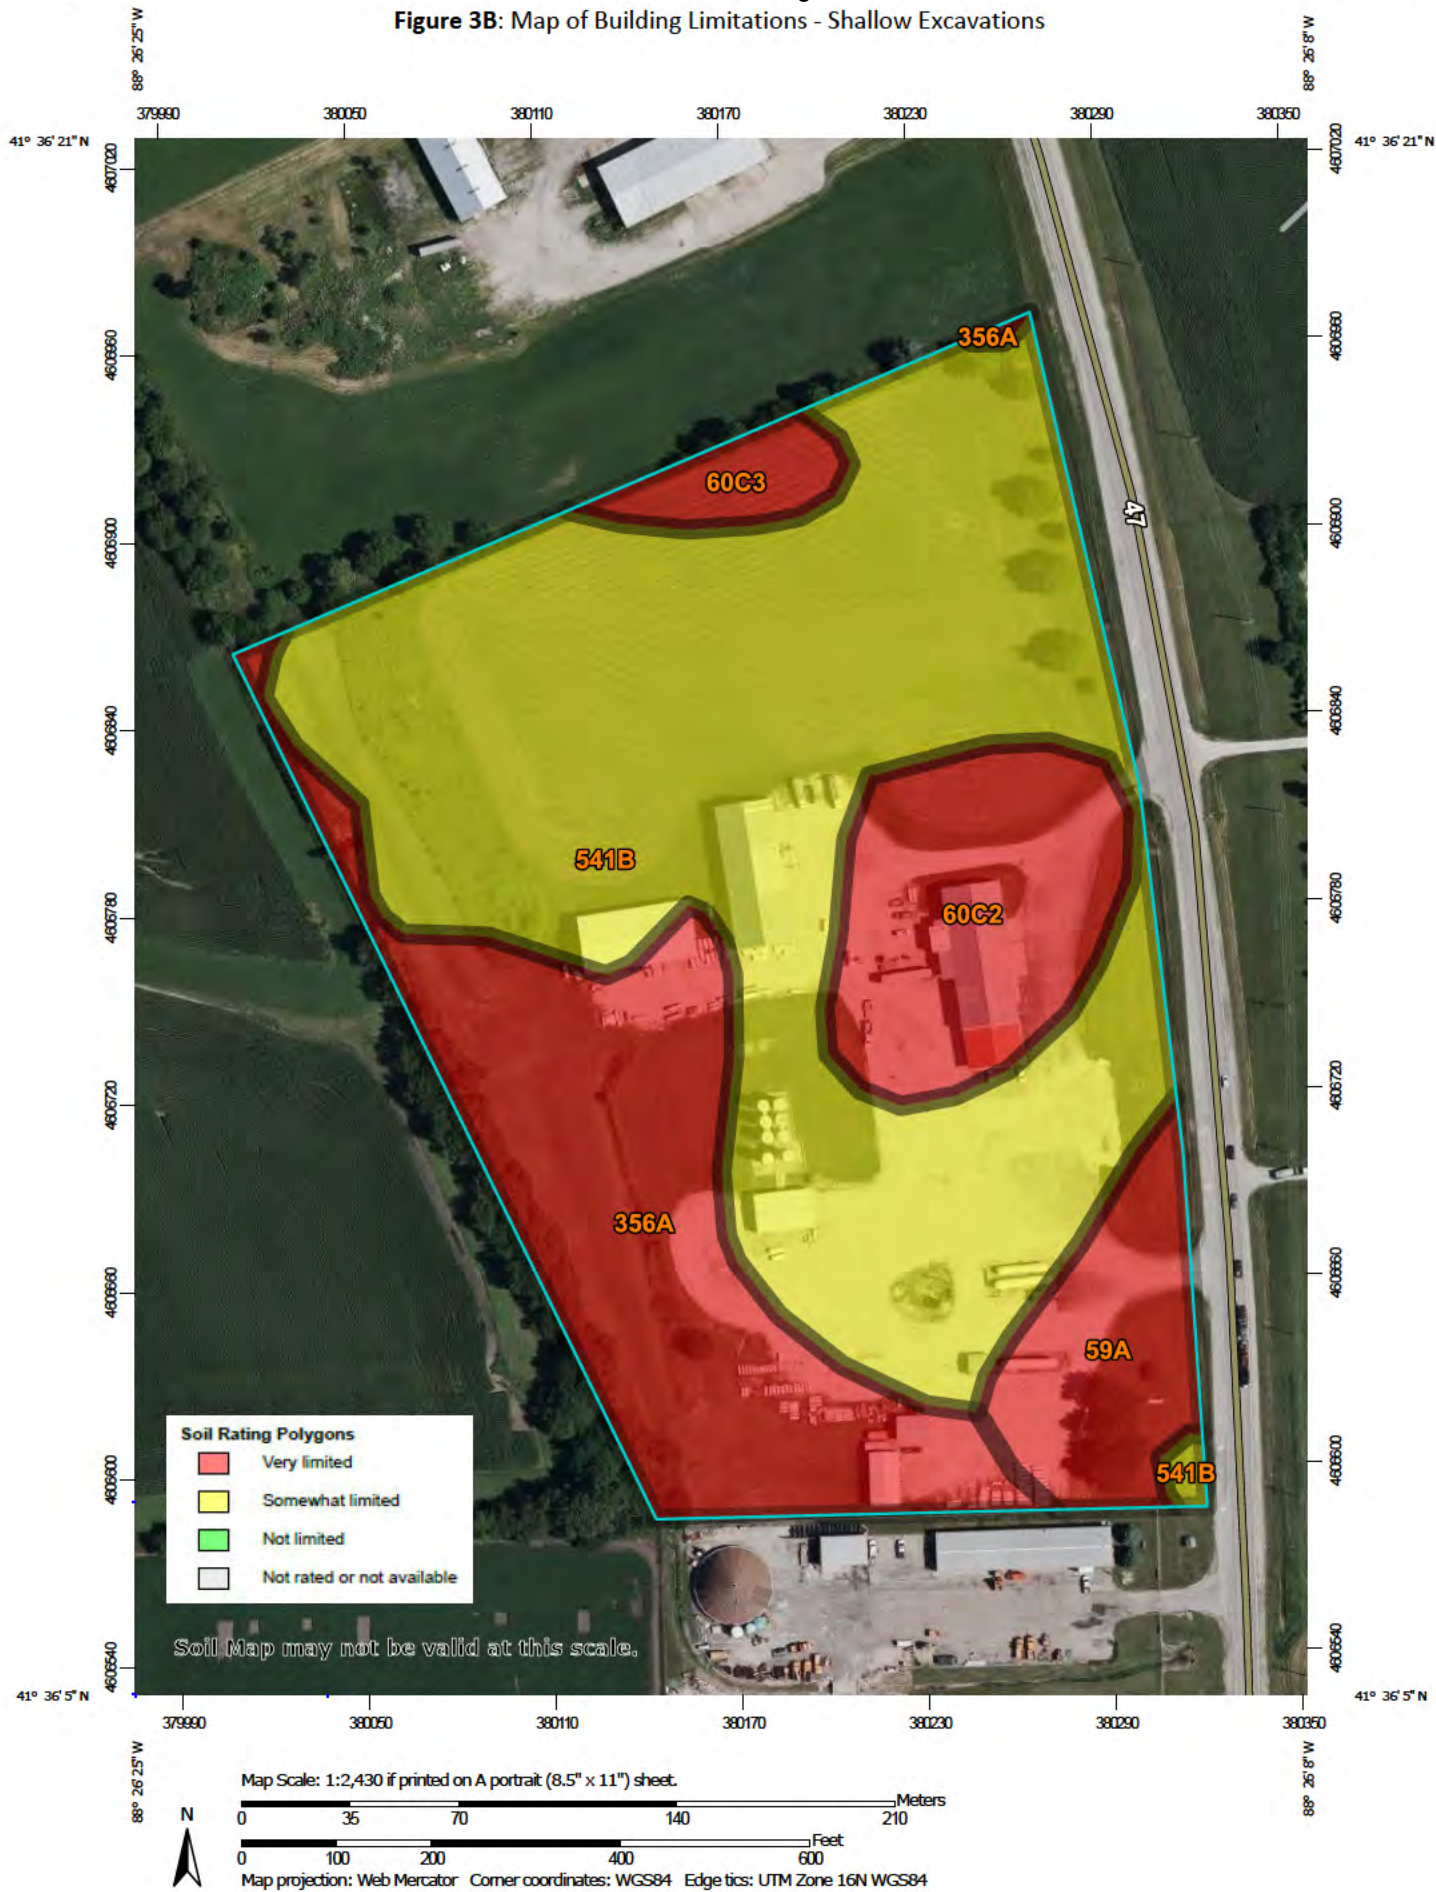 Figure 3B: Map of Building Limitations - Shallow Excavations
88° 26' 25" W
88° 26' 8" W
379990 380050 380110 380170 380230 380290 380350
41° 36' 21" N
41° 36' 21" N
4607020
4607020
356A
4606960
4606960
60C3
47
4606900
4606900
4606840
4606840
541B
60C2
4606780
4606780
4606720
4606720
356A
4606660
4606660
59A
541B
4606600
4606600
Soil Rating Polygons
Very limited
Somewhat limited
Not limited
Not rated or not available
Soil Map may not be valid at this scale.
4606540
4606540
41° 36' 5" N
41° 36' 5" N
379990 380050 380110 380170 380230 380290 380350
88° 26' 25" W
88° 26' 8" W
Map Scale: 1:2,430 if printed on A portrait (8.5" x 11") sheet.
N
Meters
0 35 70 140 210
Feet
0 100 200 400 600
Map projection: Web Mercator Corner coordinates: WGS84 Edge tics: UTM Zone 16N WGS84